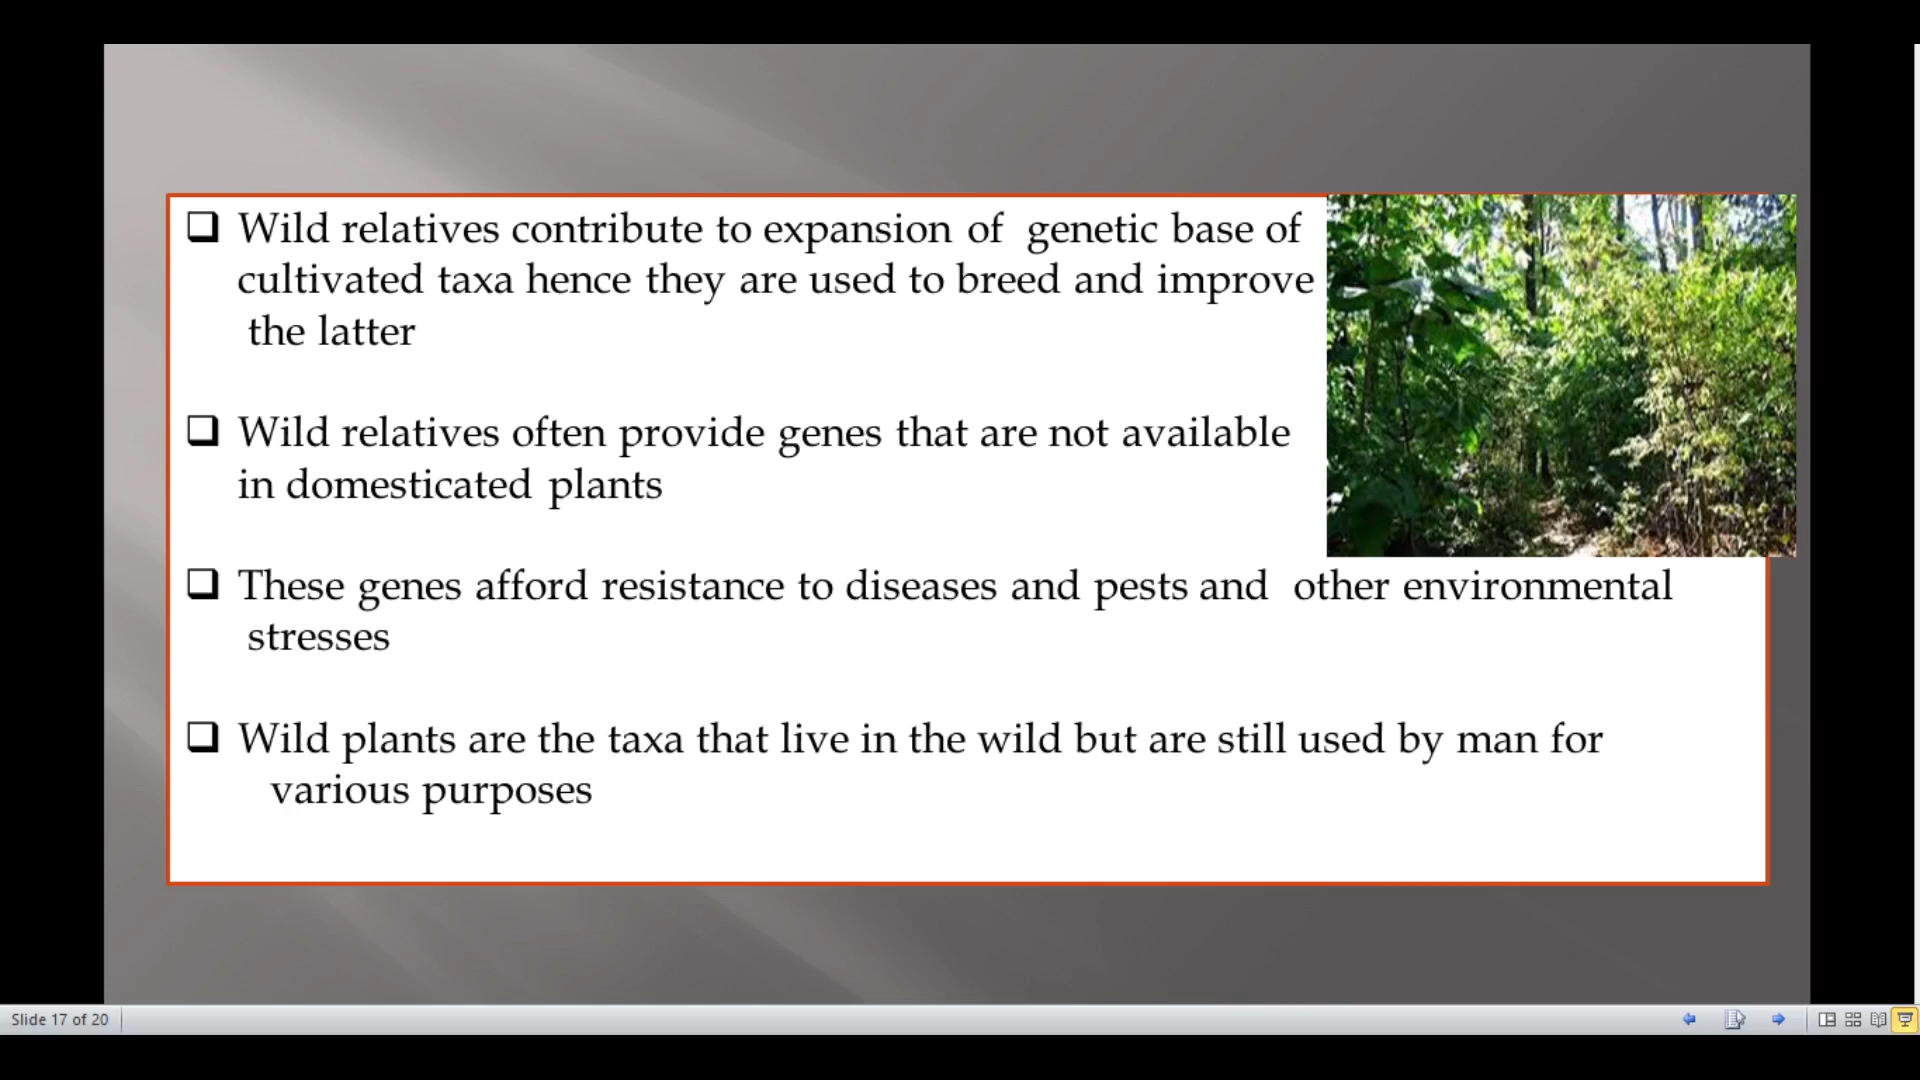 Wild relatives contribute to expansion of genetic base of
cultivated taxa hence they are used to breed and improve
the latter
Wild relatives often provide genes that are not available
in domesticated plants
These genes afford resistance to diseases and pests and other environmental
stresses
Wild plants are the taxa that live in the wild but are still used by man for
various purposes
Slide 17 of 20